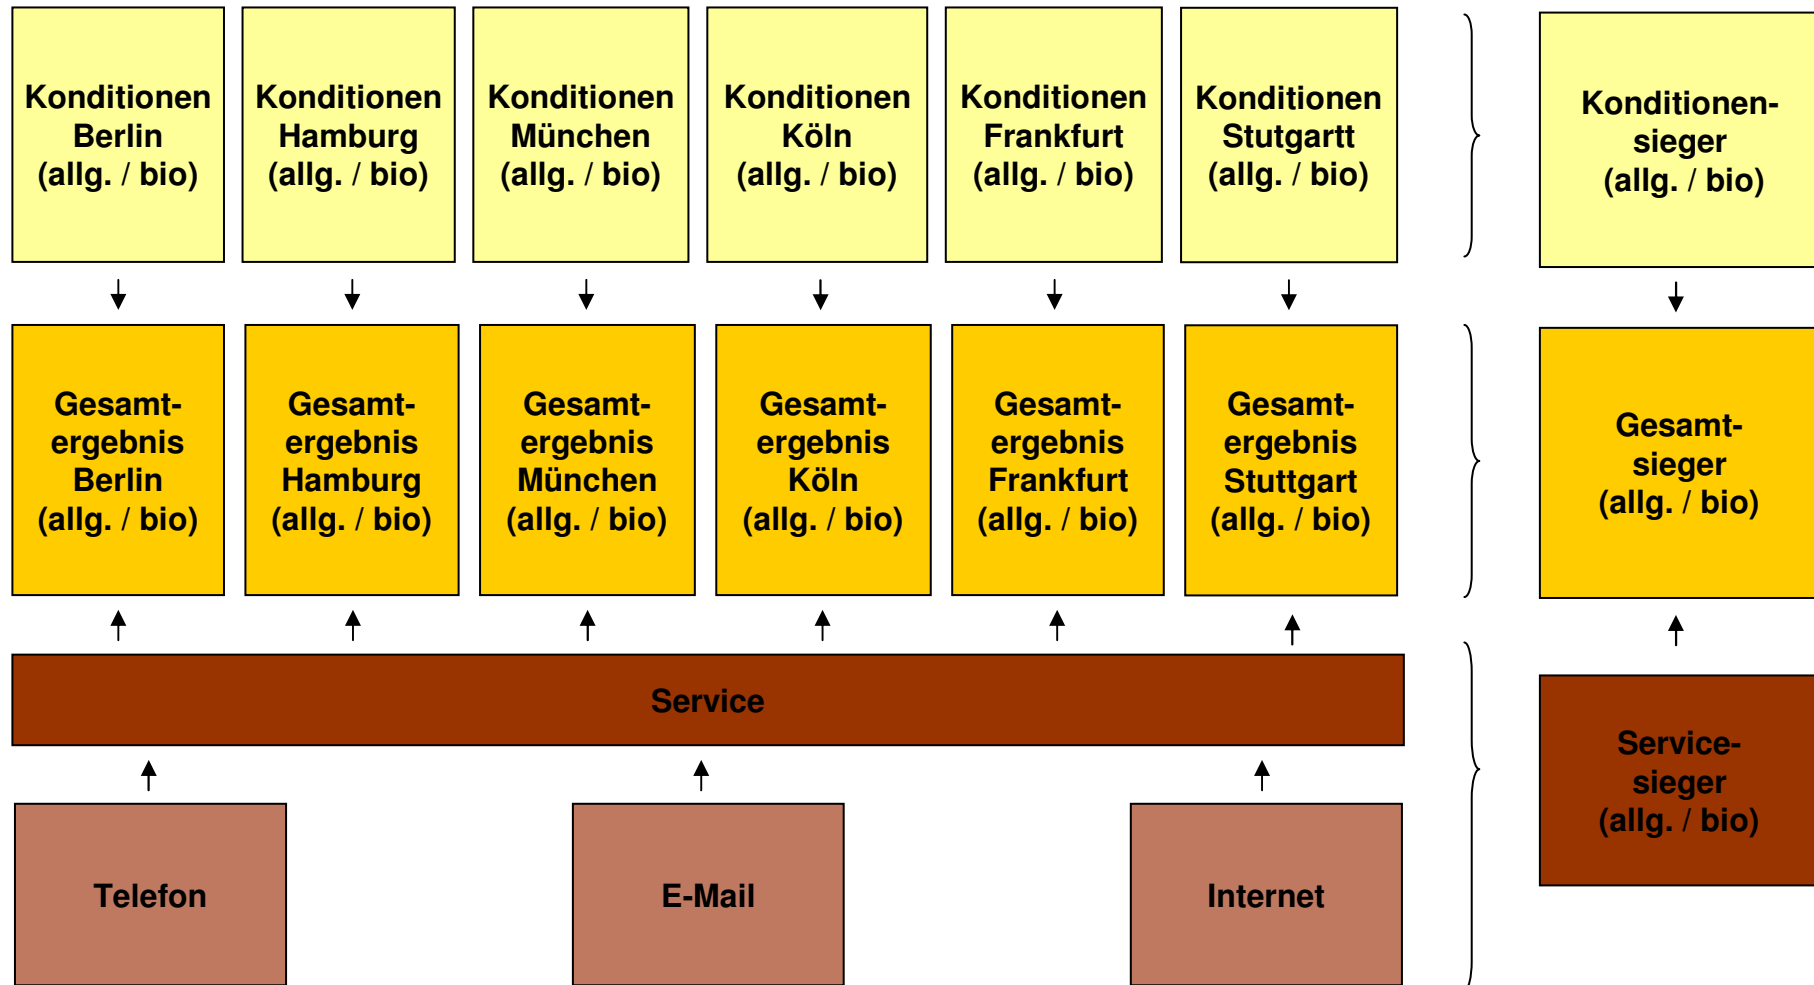 Konditionen
Berlin
(allg. / bio)
Konditionen
Hamburg
(allg. / bio)
Konditionen
München
(allg. / bio)
Konditionen
Köln
(allg. / bio)
Konditionen
Frankfurt
(allg. / bio)
Konditionen
Stutgartt
(allg. / bio)
Konditionen-
sieger
(allg. / bio)
Gesamt-
ergebnis
Berlin
(allg. / bio)
Gesamt-
ergebnis
Hamburg
(allg. / bio)
Gesamt-
ergebnis
München
(allg. / bio)
Gesamt-
ergebnis
Köln
(allg. / bio)
Gesamt-
ergebnis
Frankfurt
(allg. / bio)
Gesamt-
ergebnis
Stuttgart
(allg. / bio)
Gesamt-
sieger
(allg. / bio)
Service
Service-
sieger
(allg. / bio)
Telefon
E-Mail
Internet